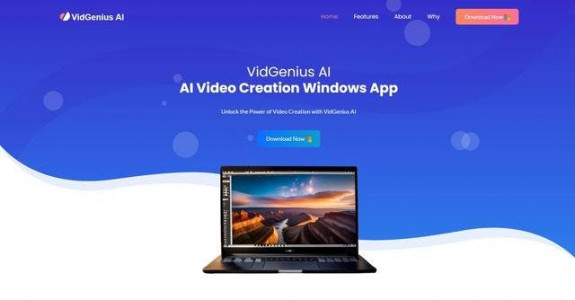 VidGenius AI
Home
Features
About
Why
Download Now
VidGenius AI
AI Video Creation Windows App
Unlock the Power of Video Creation with VidGenius AI
Download Now